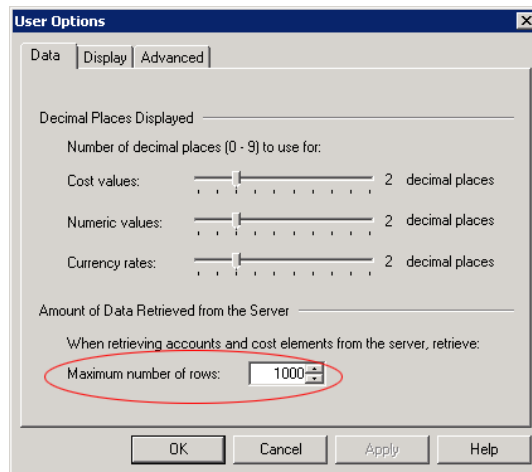 User Options
Data Display Advanced
Decimal Places Displayed
Number of decimal places (0 - 9) to use for:
Cost values: 2 decimal places
Numeric values: 2 decimal places
Currency rates: 2 decimal places
Amount of Data Retrieved from the Server
When retrieving accounts and cost elements from the server, retrieve:
Maximum number of rows: 1000
OK Cancel Apply Help